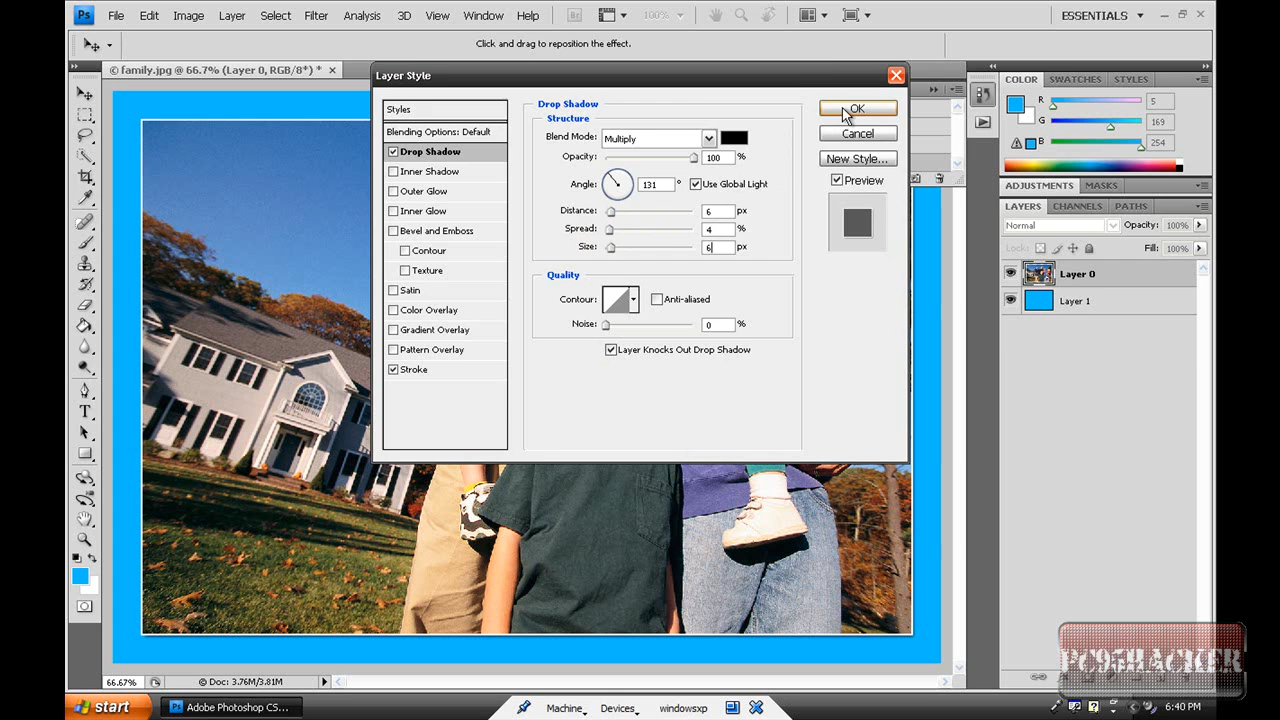 Ps File Edit Image Layer Select Filter Analysis 3D View Window Help Br 100% ESSENTIALS
Click and drag to reposition the effect.
© family.jpg @ 66.7% (Layer 0, RGB/8*) *
Layer Style
Styles
Blending Options: Default
Drop Shadow
Inner Shadow
Outer Glow
Inner Glow
Bevel and Emboss
Contour
Texture
Satin
Color Overlay
Gradient Overlay
Pattern Overlay
Stroke
Drop Shadow
Structure
Blend Mode: Multiply
Opacity: 100 %
Angle: 131 ° Use Global Light
Distance: 6 px
Spread: 4 %
Size: 6 px
Quality
Contour: Anti-aliased
Noise: 0 %
Layer Knocks Out Drop Shadow
OK
Cancel
New Style...
Preview
COLOR SWATCHES STYLES
R 5
G 169
B 254
ADJUSTMENTS MASKS
LAYERS CHANNELS PATHS
Normal Opacity: 100%
Lock: Fill: 100%
Layer 0
Layer 1
T
66.67% Doc: 3.76M/3.81M
PC95HACKER
start Ps Adobe Photoshop CS... Machine Devices windowsxp 6:40 PM